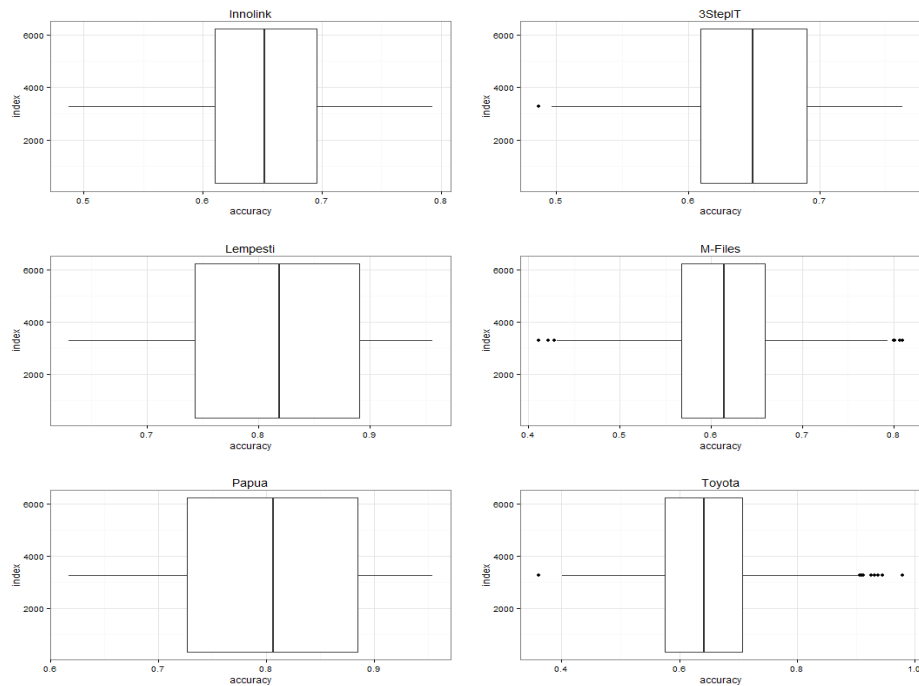 Innolink
6000
4000
2000
index
0.5
0.6
0.7
0.8
accuracy
3StepIT
6000
4000
2000
index
0.5
0.6
0.7
accuracy
Lempesti
6000
4000
2000
index
0.7
0.8
0.9
accuracy
M-Files
6000
4000
2000
index
0.4
0.5
0.6
0.7
0.8
accuracy
Papua
6000
4000
2000
index
0.6
0.7
0.8
0.9
accuracy
Toyota
6000
4000
2000
index
0.4
0.6
0.8
1.0
accuracy